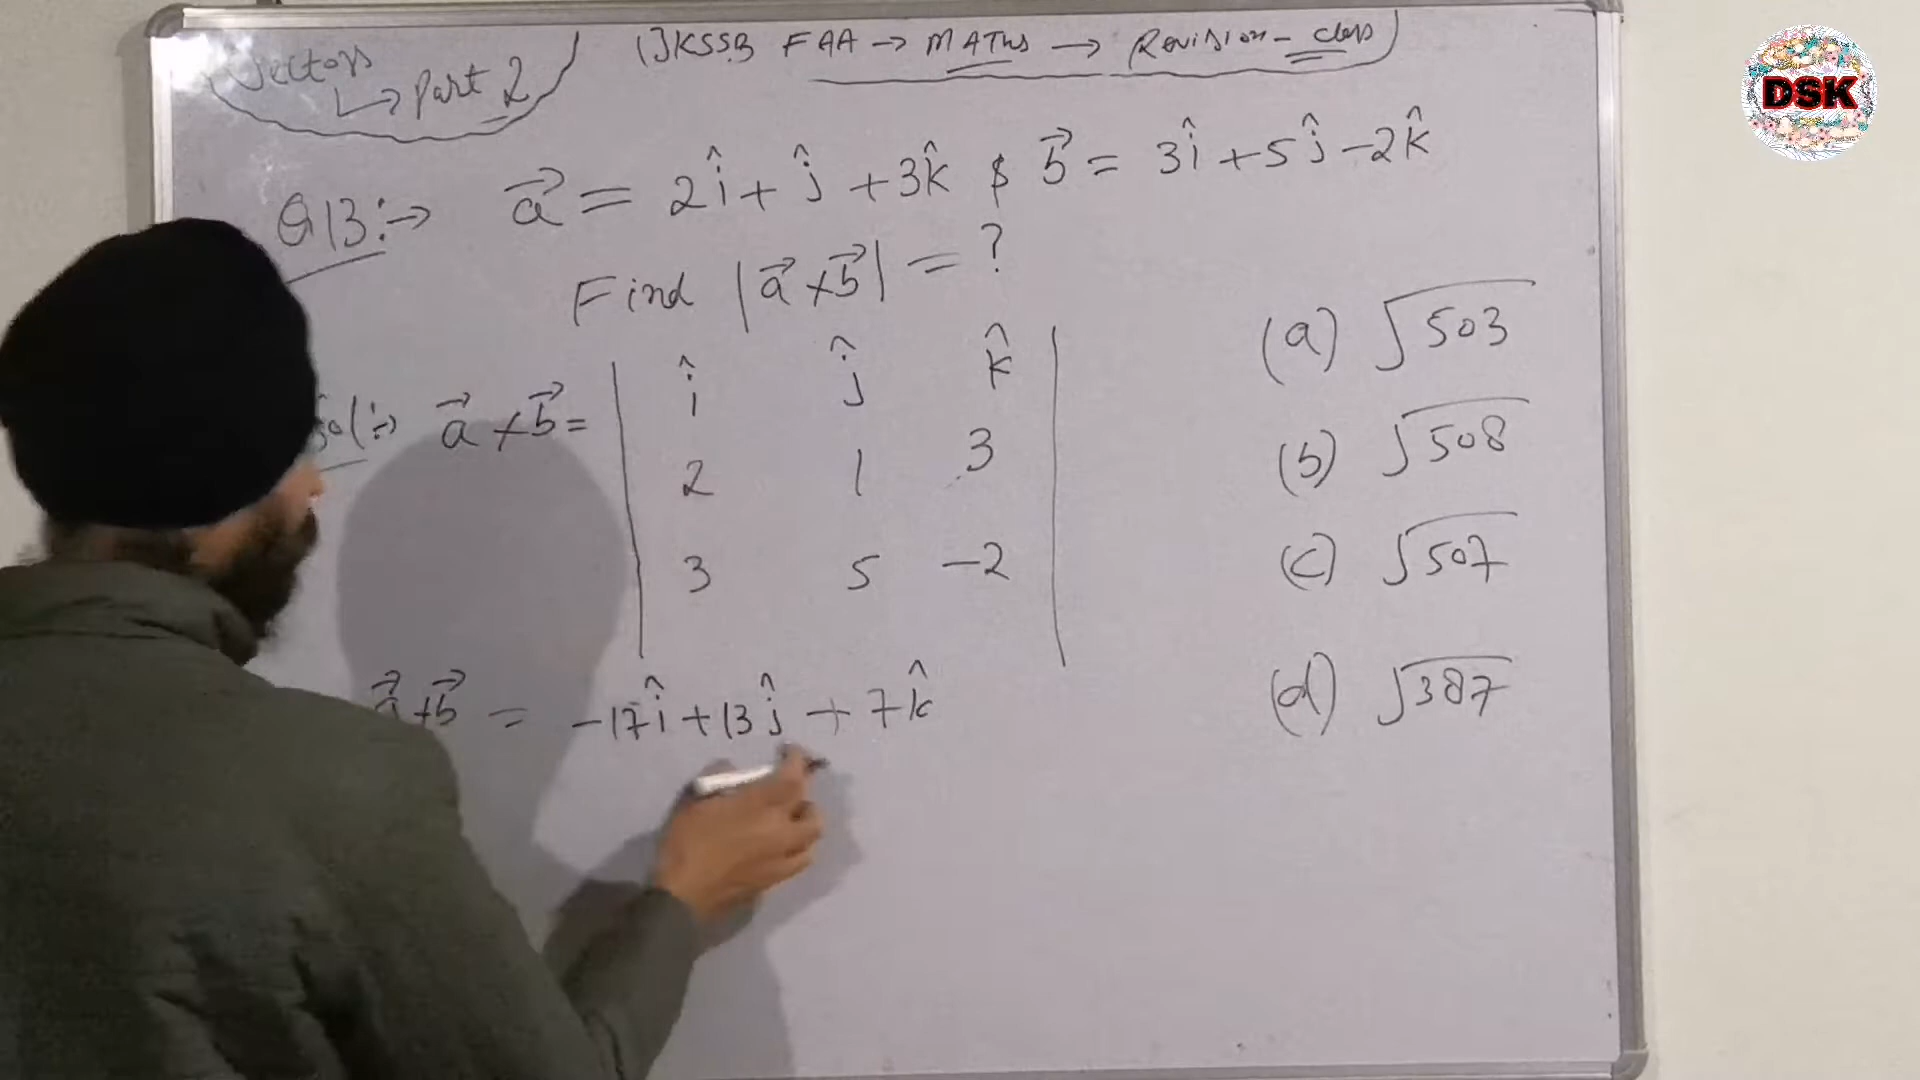 Vectors
↳ Part 2
JKSSB FAA → MATHS → Revision - class
Q13:→ a⃗ = 2î + ĵ + 3k̂ & b⃗ = 3î + 5ĵ - 2k̂
Find |a⃗ × b⃗| = ?
Sol:→ a⃗ × b⃗ =
î ĵ k̂
2 1 3
3 5 -2
a⃗ × b⃗ = -17î + 13ĵ + 7k̂
(a) √503
(b) √508
(c) √507
(d) √387
DSK